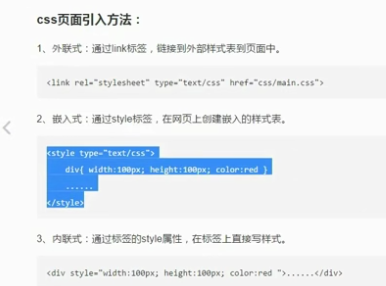 css页面引入方法：
1、外联式：通过link标签，链接到外部样式表到页面中。
<link rel="stylesheet" type="text/css" href="css/main.css">
2、嵌入式：通过style标签，在网页上创建嵌入的样式表。
<style type="text/css">
div{ width:100px; height:100px; color:red }
......
</style>
3、内联式：通过标签的style属性，在标签上直接写样式。
<div style="width:100px; height:100px; color:red ">......</div>